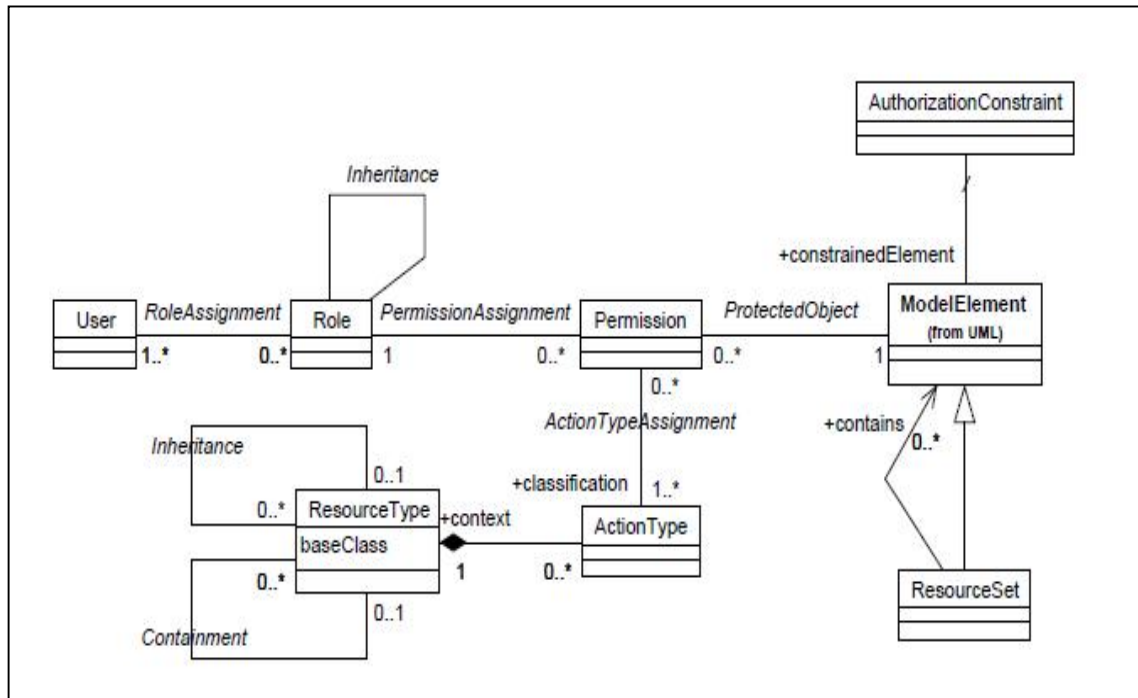 AuthorizationConstraint
Inheritance
+constrainedElement
User
RoleAssignment
Role
PermissionAssignment
Permission
ProtectedObject
ModelElement
(from UML)
1..*
0..*
1
0..*
0..*
1
0..*
ActionTypeAssignment
+contains
0..*
Inheritance
0..1
+classification
1..*
0..*
ResourceType
+context
ActionType
baseClass
0..*
1
0..*
ResourceSet
0..1
Containment